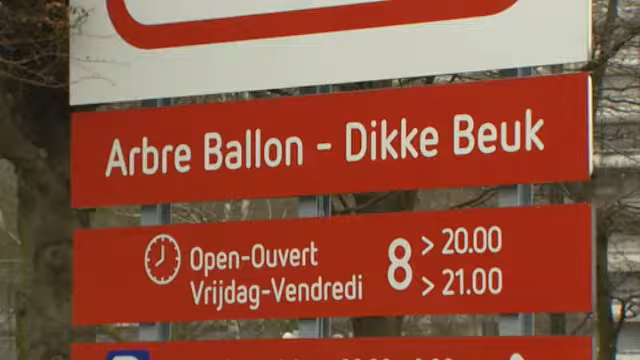 Arbre Ballon - Dikke Beuk
Open-Ouvert 8 > 20.00
Vrijdag-Vendredi > 21.00